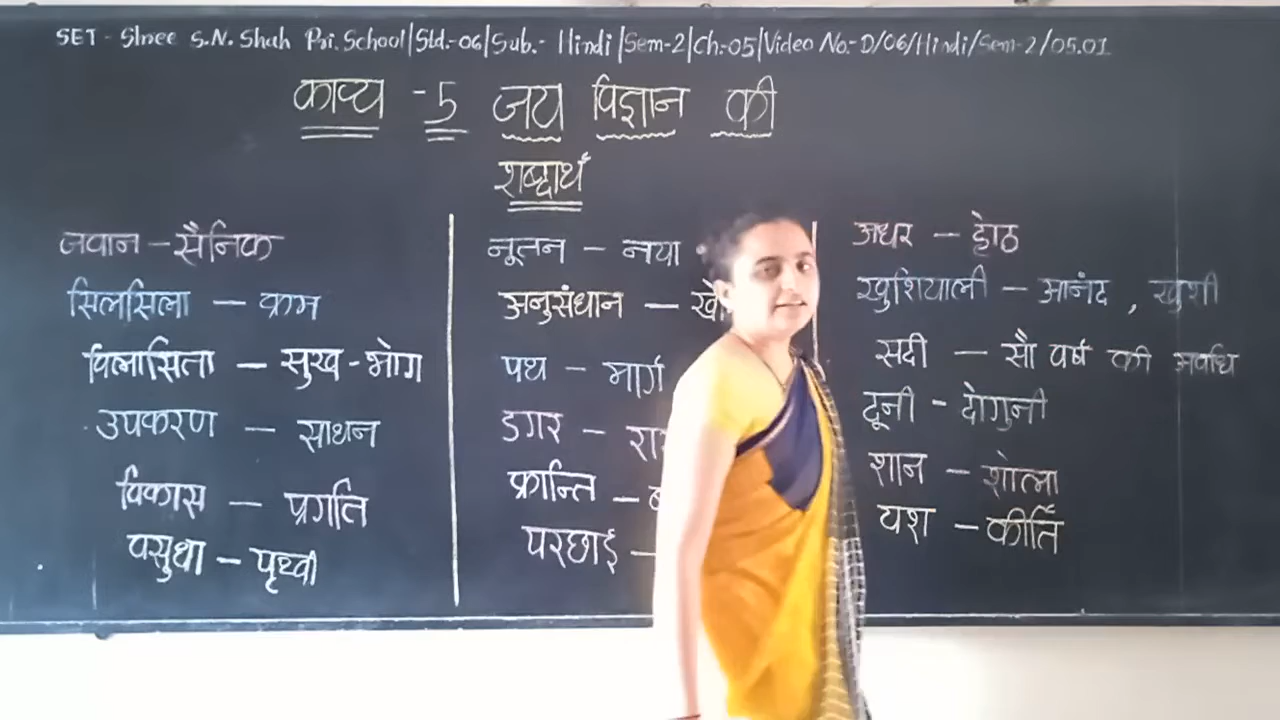 SET - Shree S.N. Shah Pri. School|Std.-06|Sub.- Hindi|Sem-2|Ch.-05|Video No.-D/06/Hindi/Sem-2/05.01
काव्य - 5 जय विज्ञान की
शब्दार्थ
जवान - सैनिक
सिलसिला - क्रम
विलासिता - सुख-भोग
उपकरण - साधन
विकास - प्रगति
वसुधा - पृथ्वी
नूतन - नया
अनुसंधान -
पथ - मार्ग
डगर -
क्रान्ति -
परछाई -
अधर - होठ
खुशियाली - आनंद , खुशी
सदी - सौ वर्ष की अवधि
दूनी - दोगुनी
शान - शोला
यश - कीर्ति